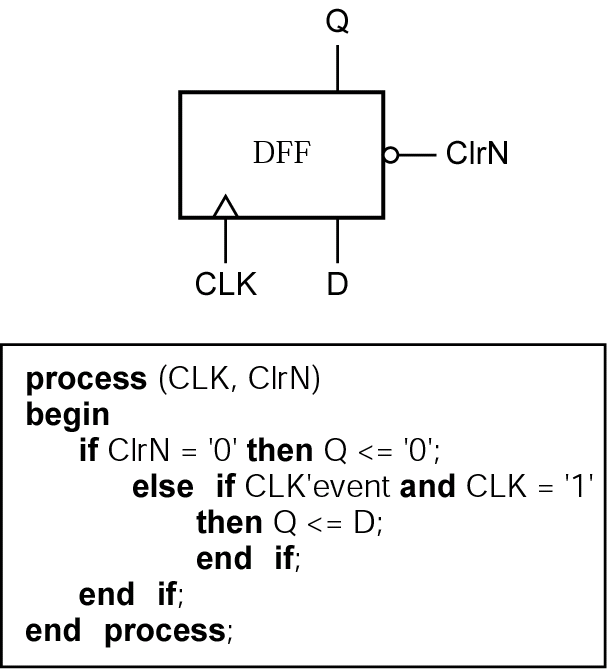 Q
DFF
ClrN
CLK
D
process (CLK, ClrN)
begin
if ClrN = '0' then Q <= '0';
else if CLK'event and CLK = '1'
then Q <= D;
end if;
end if;
end process;